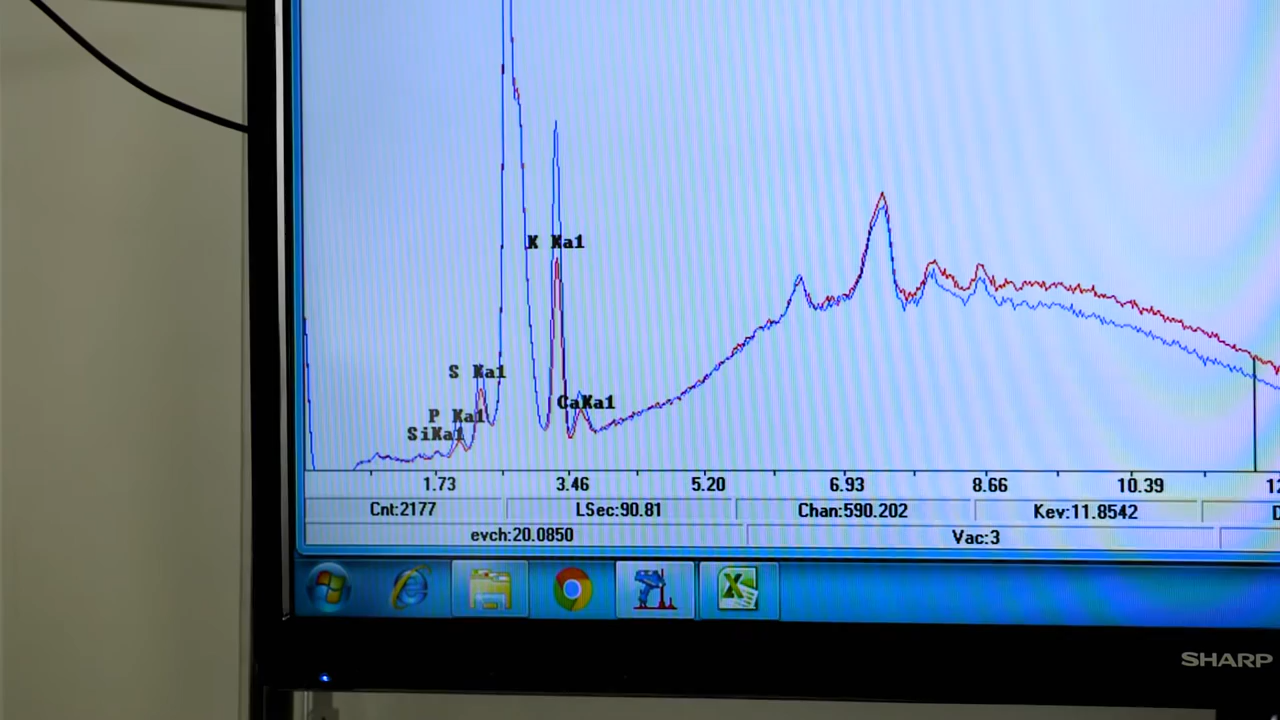 K Ka1
S Ka1
CaKa1
P Ka1
SiKa1
1.73 3.46 5.20 6.93 8.66 10.39
Cnt:2177 LSec:90.81 Chan:590.202 Kev:11.8542
evch:20.0850 Vac:3
SHARP